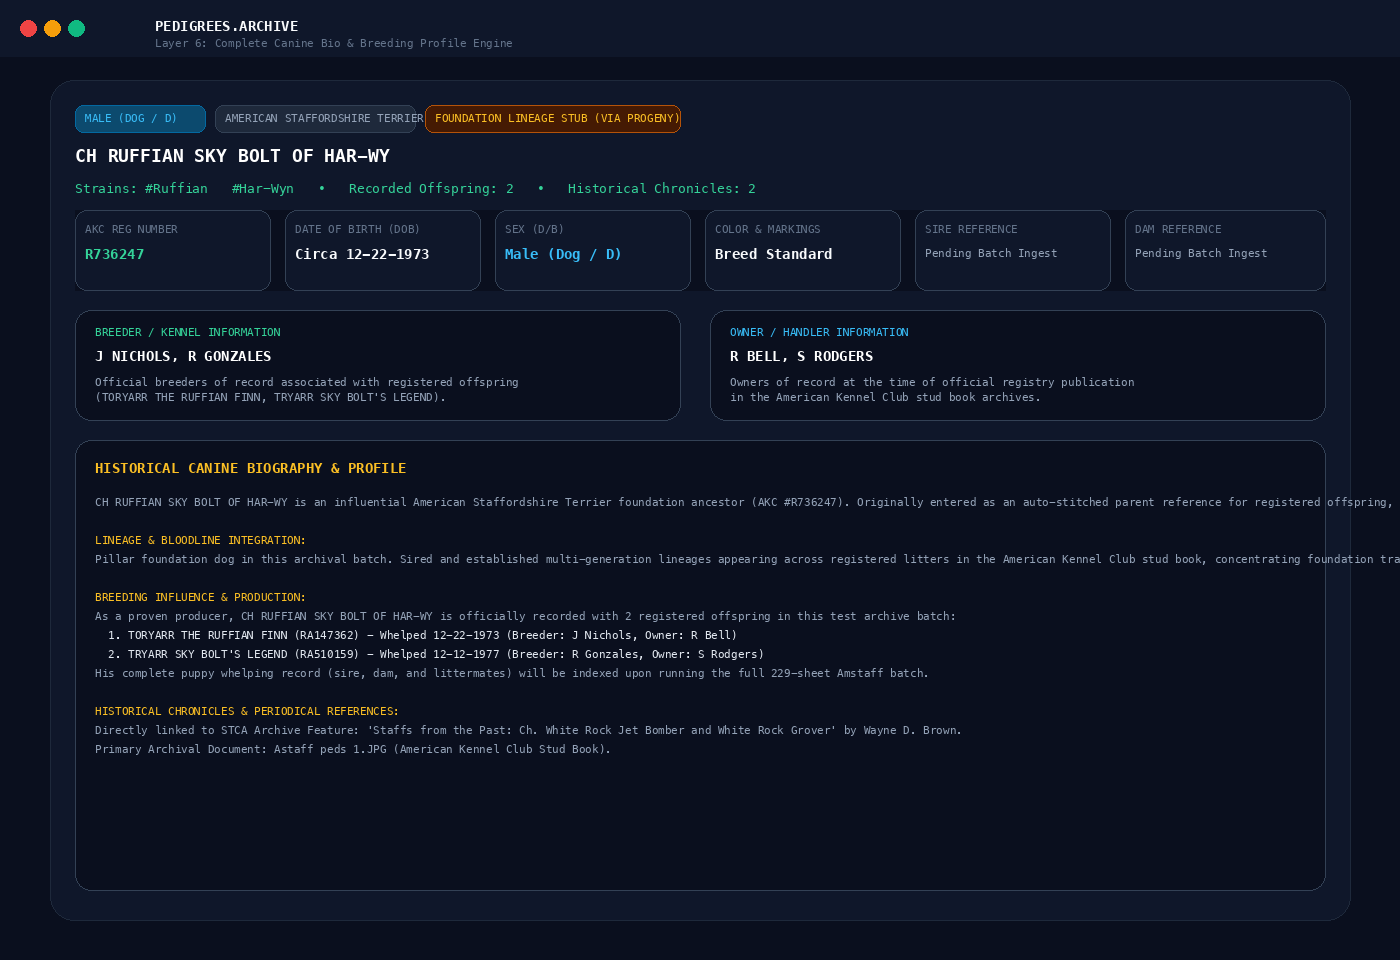 PEDIGREES.ARCHIVE
Layer 6: Complete Canine Bio & Breeding Profile Engine
MALE (DOG / D)
AMERICAN STAFFORDSHIRE TERRIER
FOUNDATION LINEAGE STUB (VIA PROGENY)
CH RUFFIAN SKY BOLT OF HAR-WY
Strains: #Ruffian #Har-Wyn • Recorded Offspring: 2 • Historical Chronicles: 2
AKC REG NUMBER
R736247
DATE OF BIRTH (DOB)
Circa 12-22-1973
SEX (D/B)
Male (Dog / D)
COLOR & MARKINGS
Breed Standard
SIRE REFERENCE
Pending Batch Ingest
DAM REFERENCE
Pending Batch Ingest
BREEDER / KENNEL INFORMATION
J NICHOLS, R GONZALES
Official breeders of record associated with registered offspring
(TORYARR THE RUFFIAN FINN, TRYARR SKY BOLT'S LEGEND).
OWNER / HANDLER INFORMATION
R BELL, S RODGERS
Owners of record at the time of official registry publication
in the American Kennel Club stud book archives.
HISTORICAL CANINE BIOGRAPHY & PROFILE
CH RUFFIAN SKY BOLT OF HAR-WY is an influential American Staffordshire Terrier foundation ancestor (AKC #R736247). Originally entered as an auto-stitched parent reference for registered offspring,
LINEAGE & BLOODLINE INTEGRATION:
Pillar foundation dog in this archival batch. Sired and established multi-generation lineages appearing across registered litters in the American Kennel Club stud book, concentrating foundation tra
BREEDING INFLUENCE & PRODUCTION:
As a proven producer, CH RUFFIAN SKY BOLT OF HAR-WY is officially recorded with 2 registered offspring in this test archive batch:
1. TORYARR THE RUFFIAN FINN (RA147362) - Whelped 12-22-1973 (Breeder: J Nichols, Owner: R Bell)
2. TRYARR SKY BOLT'S LEGEND (RA510159) - Whelped 12-12-1977 (Breeder: R Gonzales, Owner: S Rodgers)
His complete puppy whelping record (sire, dam, and littermates) will be indexed upon running the full 229-sheet Amstaff batch.
HISTORICAL CHRONICLES & PERIODICAL REFERENCES:
Directly linked to STCA Archive Feature: 'Staffs from the Past: Ch. White Rock Jet Bomber and White Rock Grover' by Wayne D. Brown.
Primary Archival Document: Astaff peds 1.JPG (American Kennel Club Stud Book).